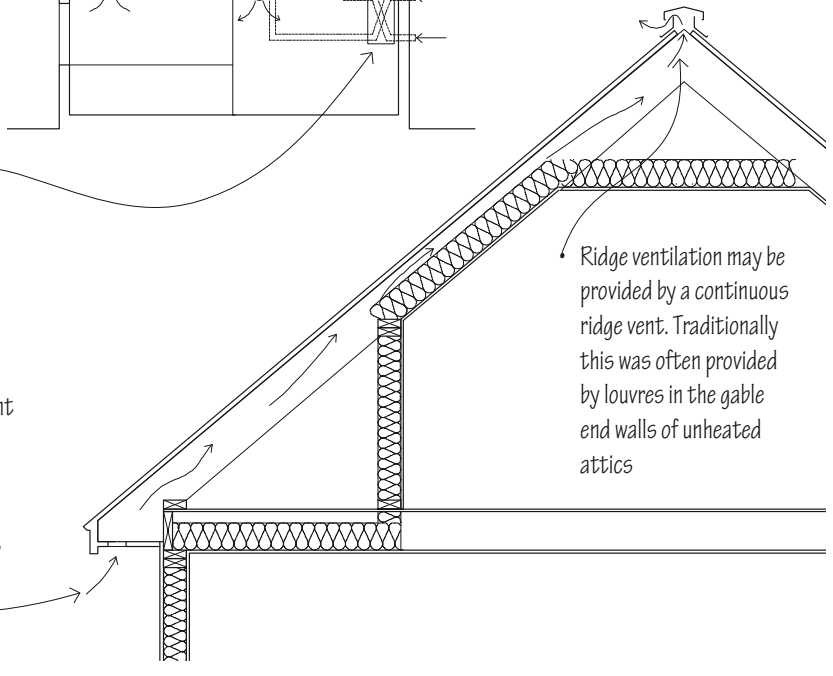 Ridge ventilation may be
provided by a continuous
ridge vent. Traditionally
this was often provided
by louvres in the gable
nt
end walls of unheated
attics